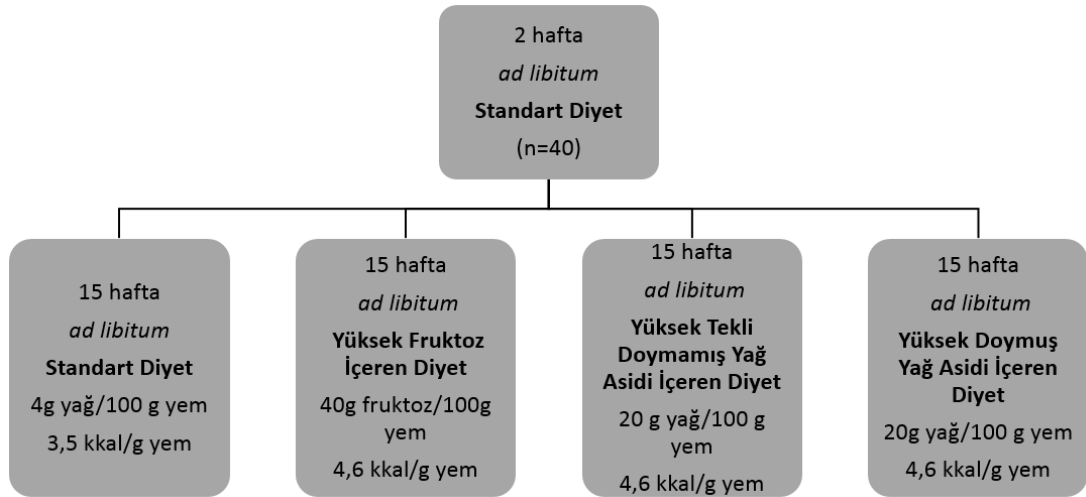 2 hafta
ad libitum
Standart Diyet
(n=40)
15 hafta
ad libitum
Standart Diyet
4g yağ/100 g yem
3,5 kkal/g yem
15 hafta
ad libitum
Yüksek Fruktoz
İçeren Diyet
40g fruktoz/100g
yem
4,6 kkal/g yem
15 hafta
ad libitum
Yüksek Tekli
Doymamış Yağ
Asidi İçeren Diyet
20 g yağ/100 g
yem
4,6 kkal/g yem
15 hafta
ad libitum
Yüksek Doymuş
Yağ Asidi İçeren
Diyet
20g yağ/100 g yem
4,6 kkal/g yem